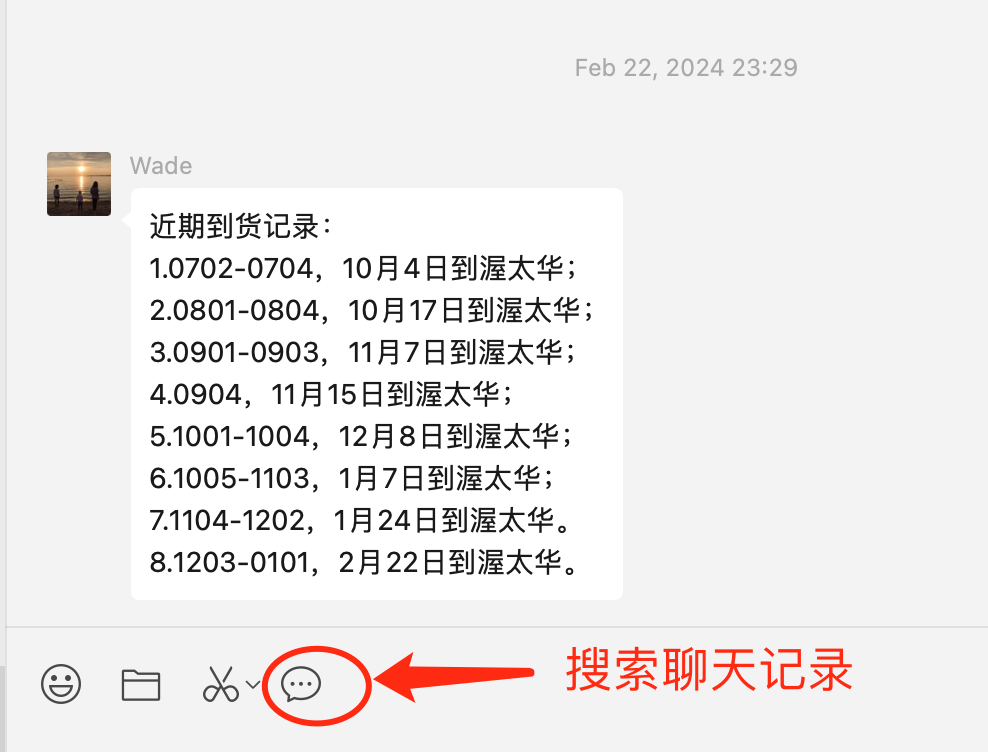 Feb 22, 2024 23:29
Wade
近期到货记录：
1.0702-0704，10月4日到渥太华；
2.0801-0804，10月17日到渥太华；
3.0901-0903，11月7日到渥太华；
4.0904，11月15日到渥太华；
5.1001-1004，12月8日到渥太华；
6.1005-1103，1月7日到渥太华；
7.1104-1202，1月24日到渥太华。
8.1203-0101，2月22日到渥太华。
搜索聊天记录